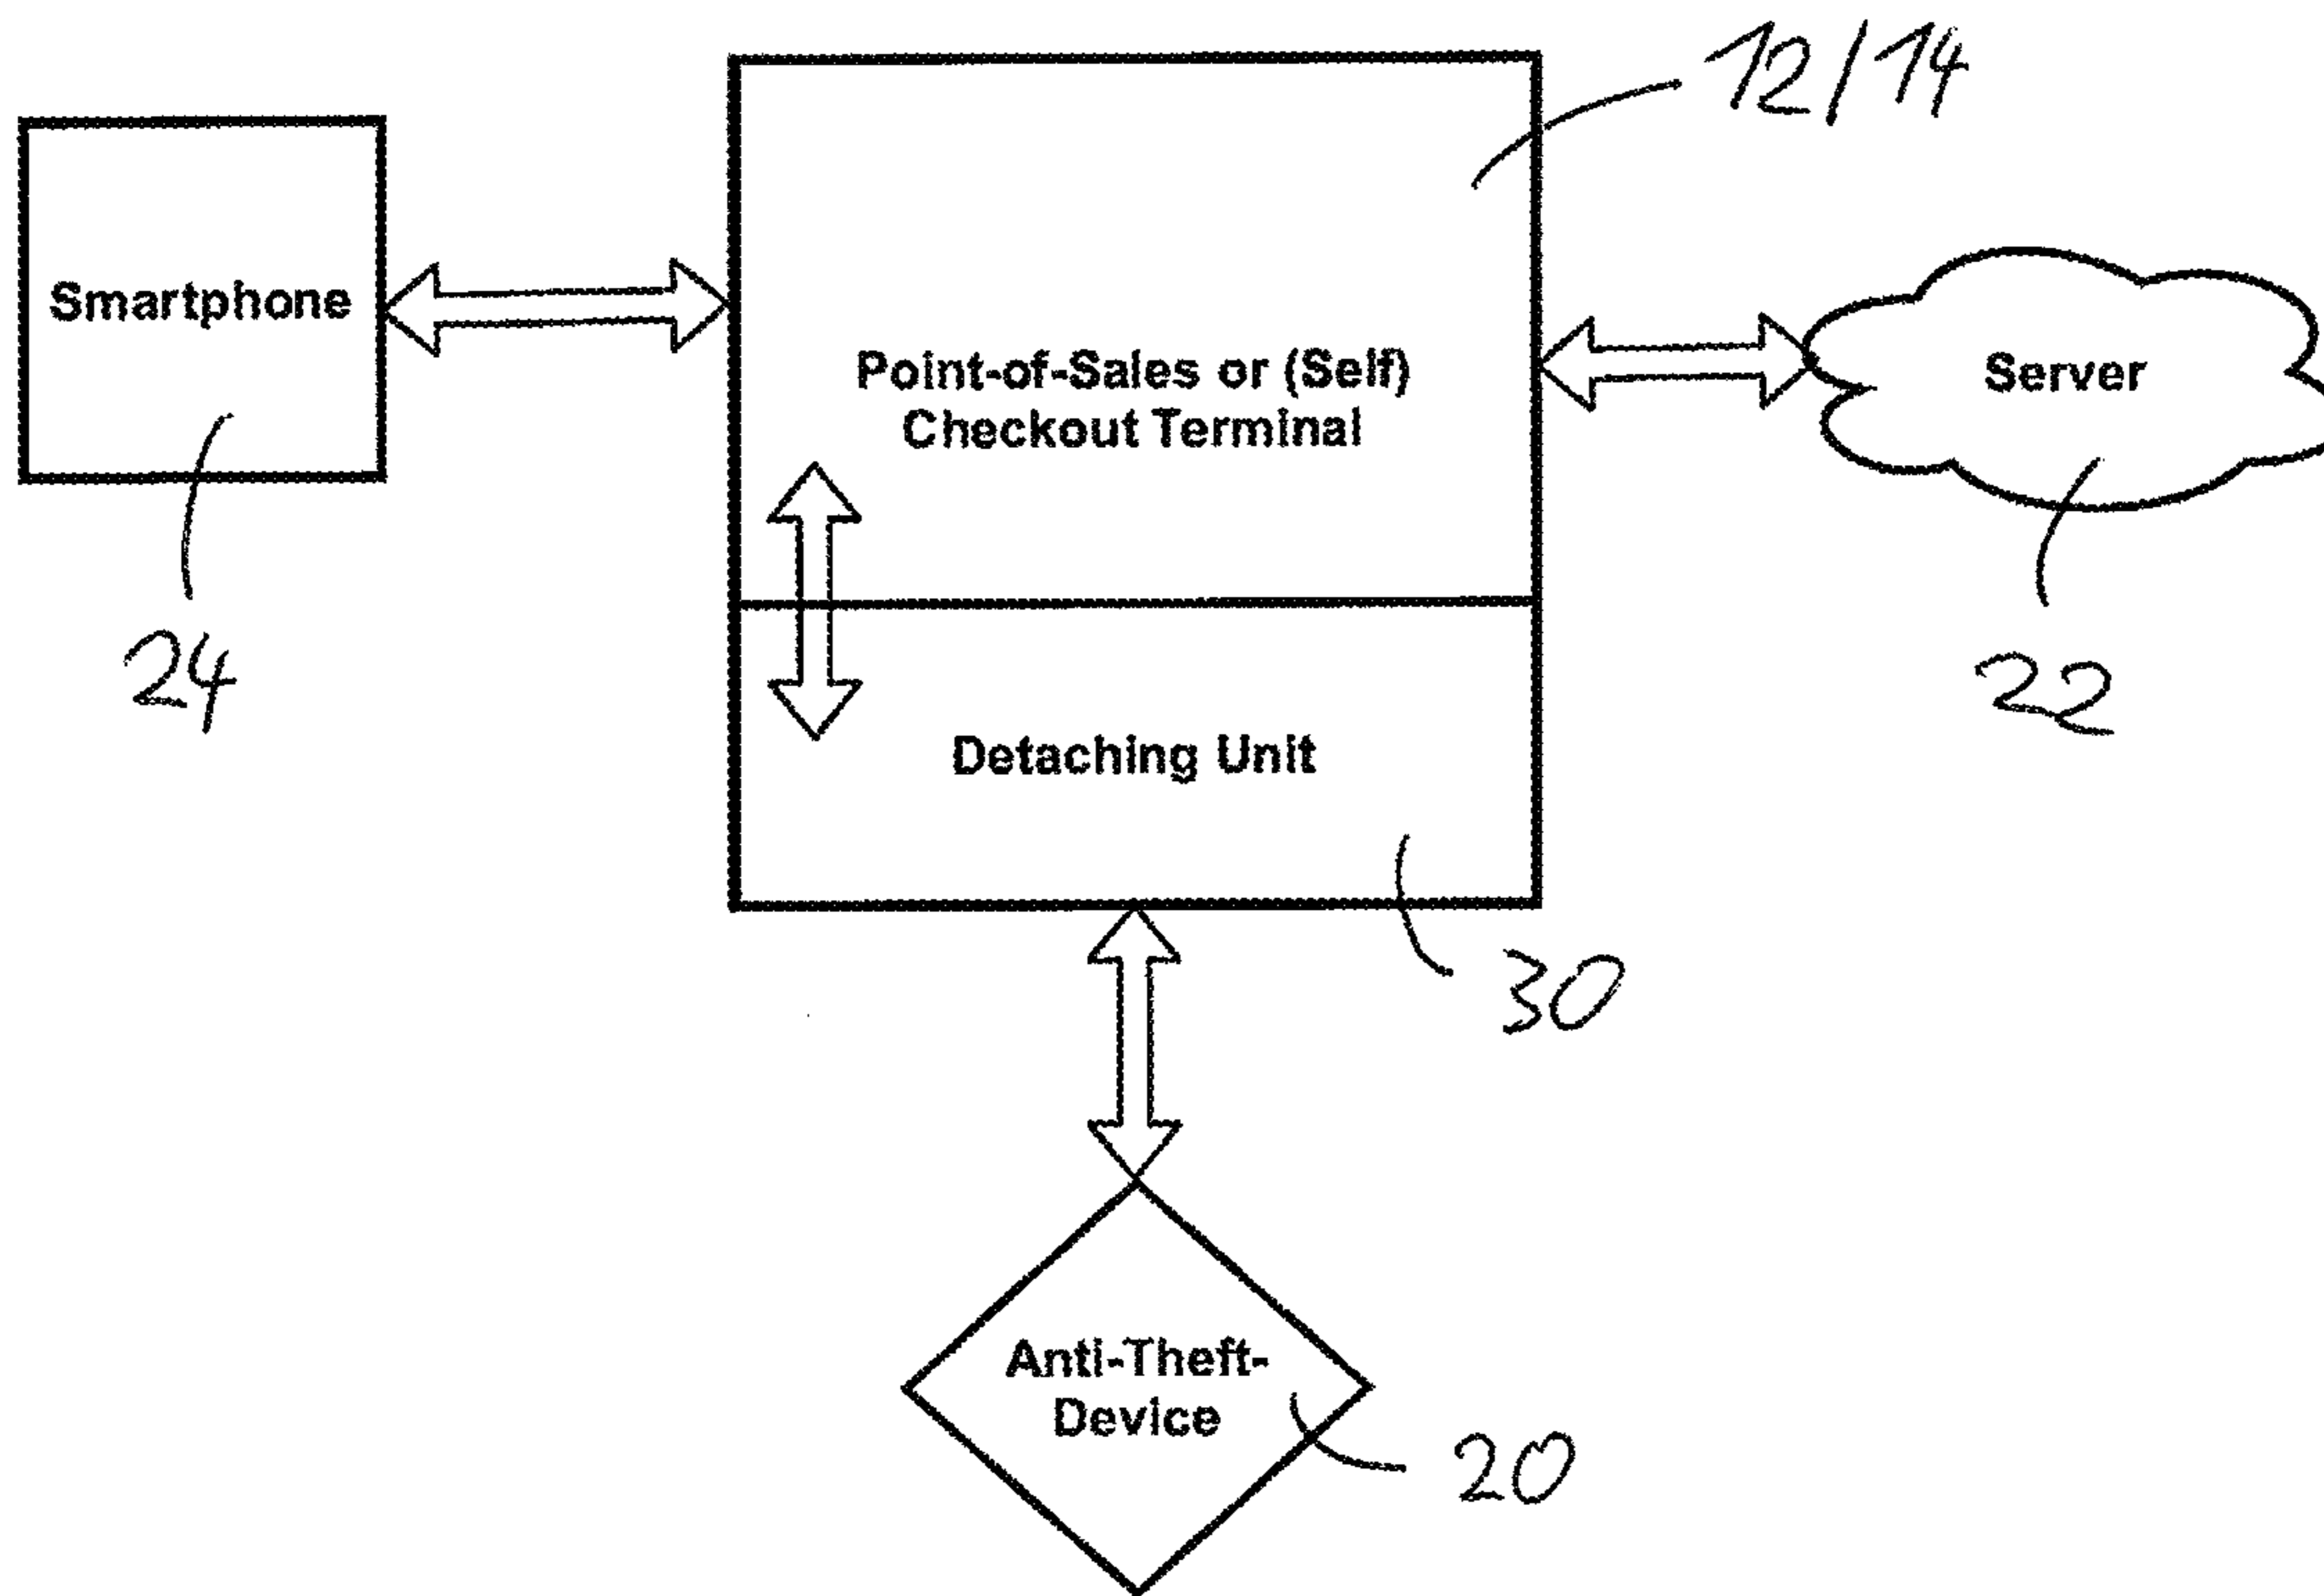 12/14
Smartphone
Point-of-Sales or (Self)
Checkout Terminal
Server
24
22
Detaching Unit
30
Anti-Theft-
Device
20